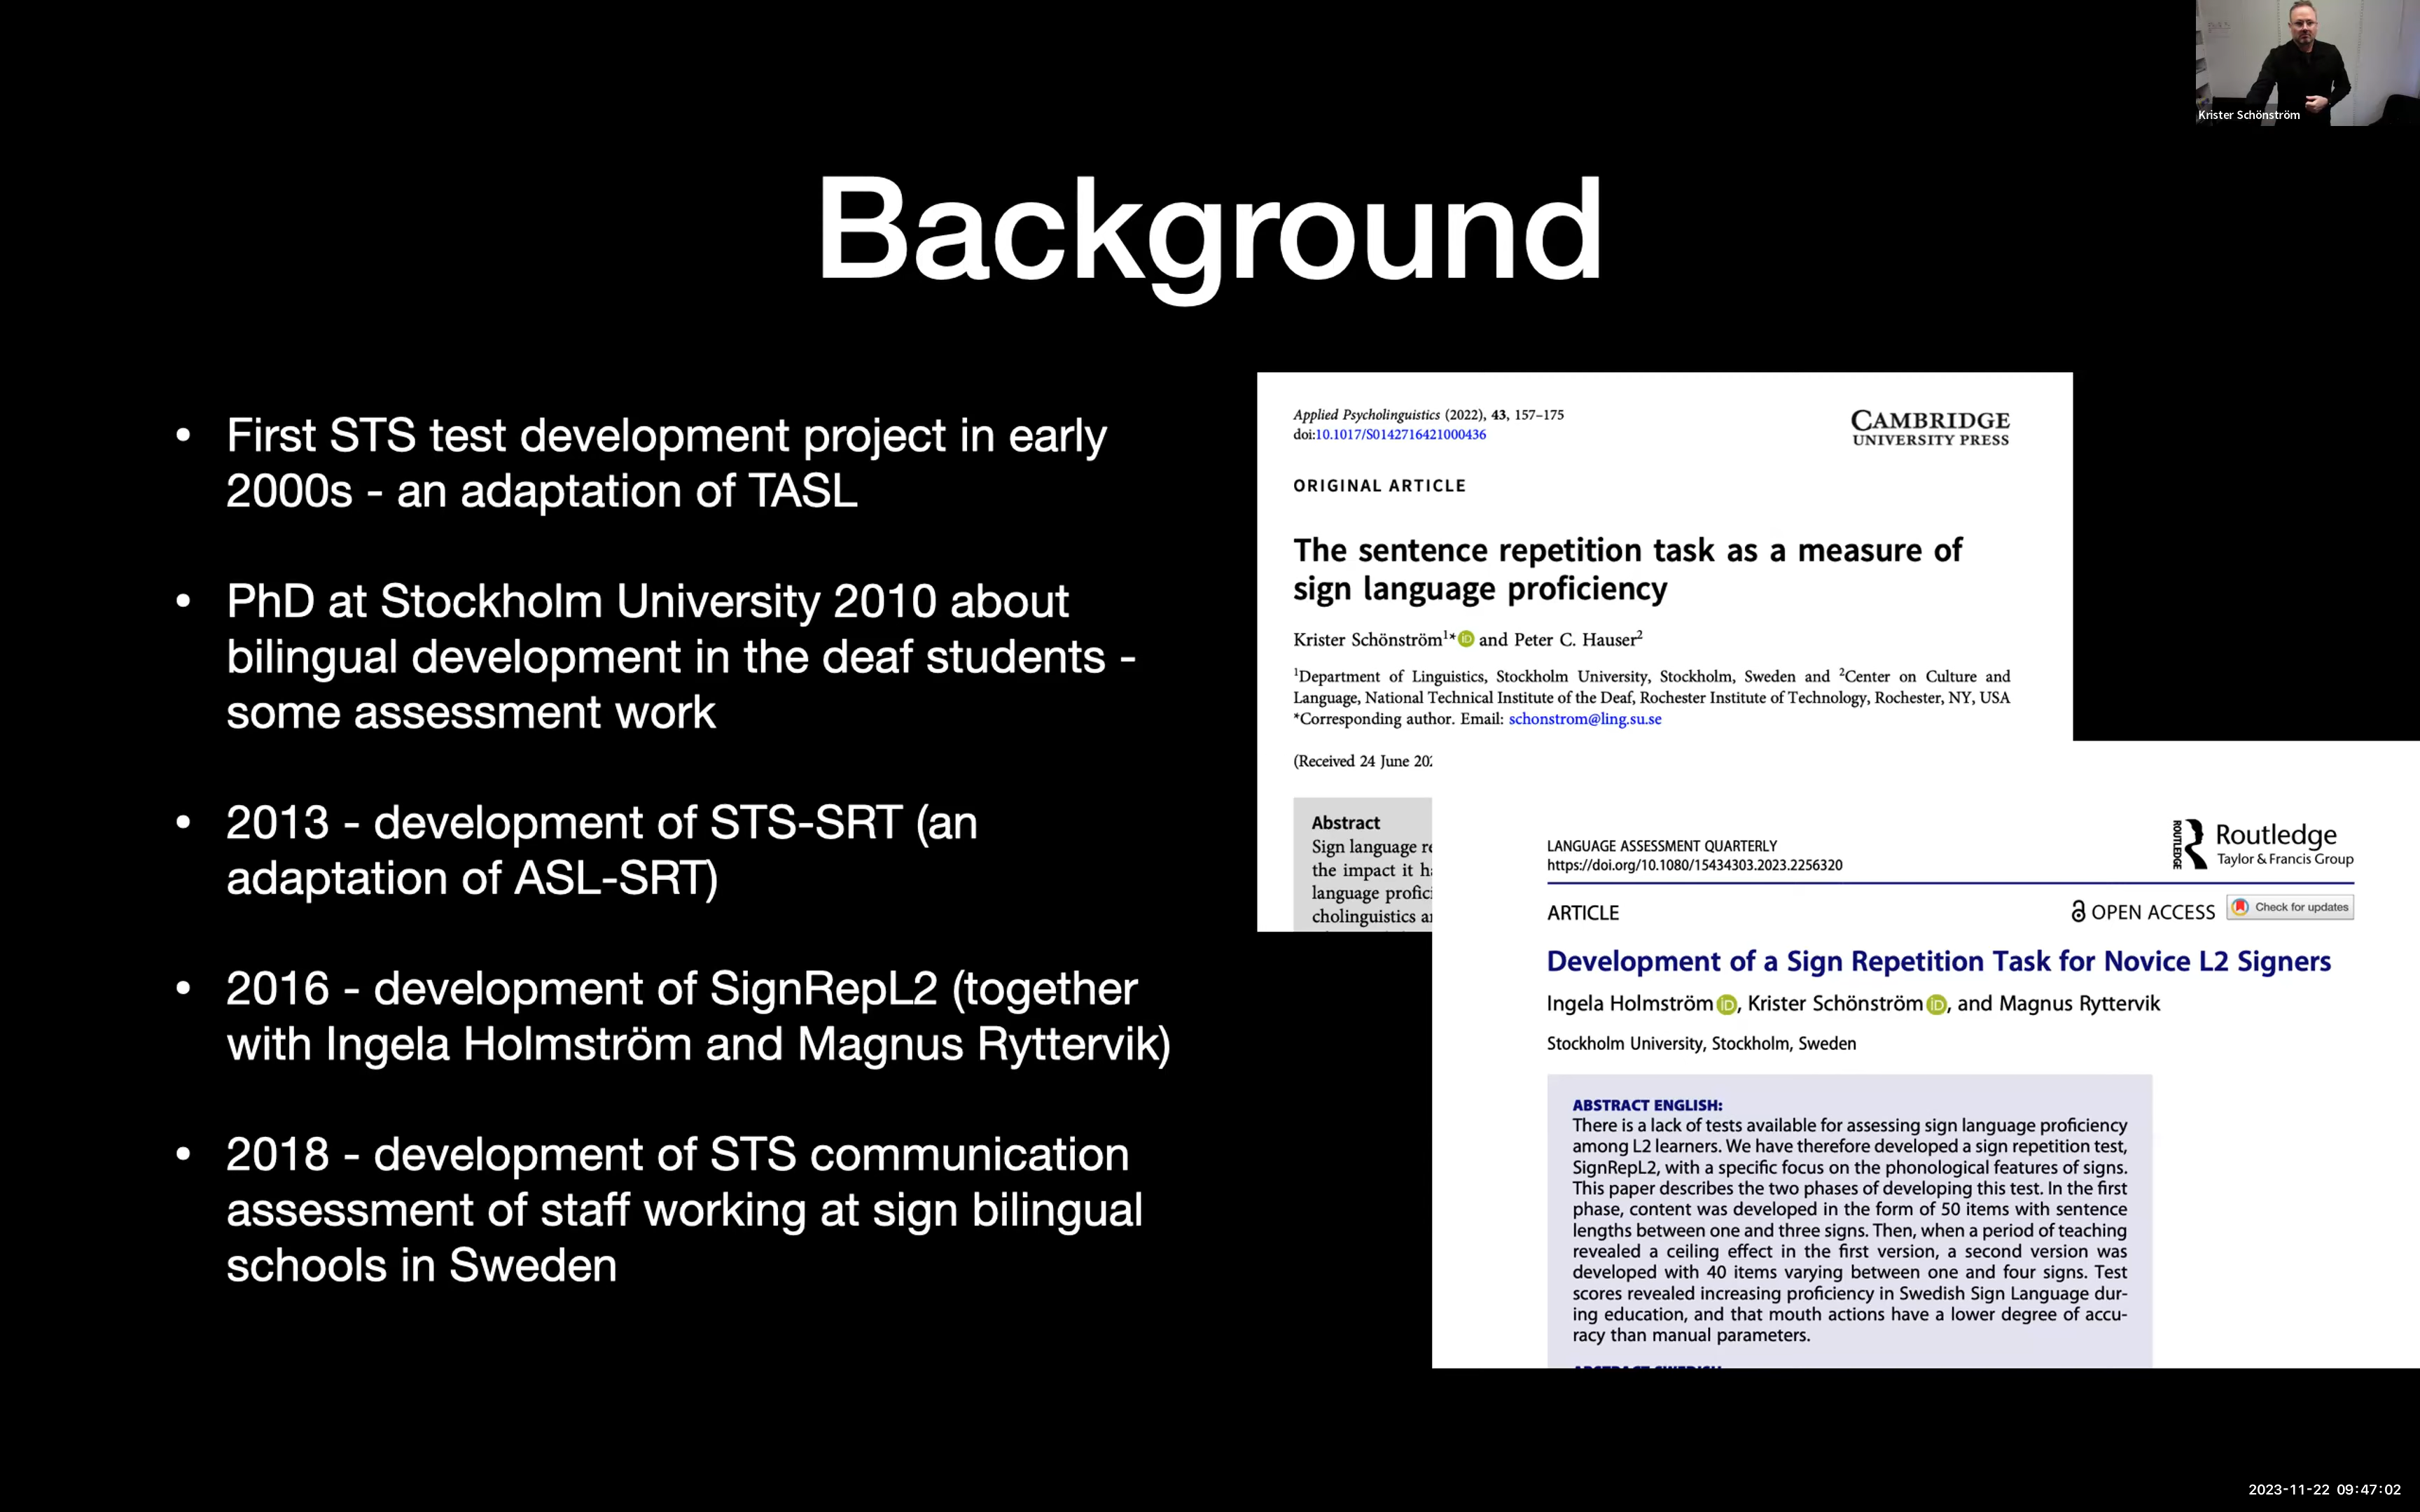 Krister Schönström
Background
• First STS test development project in early
2000s - an adaptation of TASL
• PhD at Stockholm University 2010 about
bilingual development in the deaf students -
some assessment work
• 2013 - development of STS-SRT (an
adaptation of ASL-SRT)
• 2016 - development of SignRepL2 (together
with Ingela Holmström and Magnus Ryttervik)
• 2018 - development of STS communication
assessment of staff working at sign bilingual
schools in Sweden
Applied Psycholinguistics (2022), 43, 157–175
doi:10.1017/S0142716421000436
CAMBRIDGE
UNIVERSITY PRESS
ORIGINAL ARTICLE
The sentence repetition task as a measure of
sign language proficiency
Krister Schönström1* iD and Peter C. Hauser2
1Department of Linguistics, Stockholm University, Stockholm, Sweden and 2Center on Culture and
Language, National Technical Institute of the Deaf, Rochester Institute of Technology, Rochester, NY, USA
*Corresponding author. Email: schonstrom@ling.su.se
(Received 24 June 20
Abstract
Sign language
the impact it
language
cholinguistics
LANGUAGE ASSESSMENT QUARTERLY
https://doi.org/10.1080/15434303.2023.2256320
ROUTLEDGE
Routledge
Taylor & Francis Group
ARTICLE
OPEN ACCESS
Check for updates
Development of a Sign Repetition Task for Novice L2 Signers
Ingela Holmström iD, Krister Schönström iD, and Magnus Ryttervik
Stockholm University, Stockholm, Sweden
ABSTRACT ENGLISH:
There is a lack of tests available for assessing sign language proficiency
among L2 learners. We have therefore developed a sign repetition test,
SignRepL2, with a specific focus on the phonological features of signs.
This paper describes the two phases of developing this test. In the first
phase, content was developed in the form of 50 items with sentence
lengths between one and three signs. Then, when a period of teaching
revealed a ceiling effect in the first version, a second version was
developed with 40 items varying between one and four signs. Test
scores revealed increasing proficiency in Swedish Sign Language dur-
ing education, and that mouth actions have a lower degree of accu-
racy than manual parameters.
2023-11-22 09:47:02